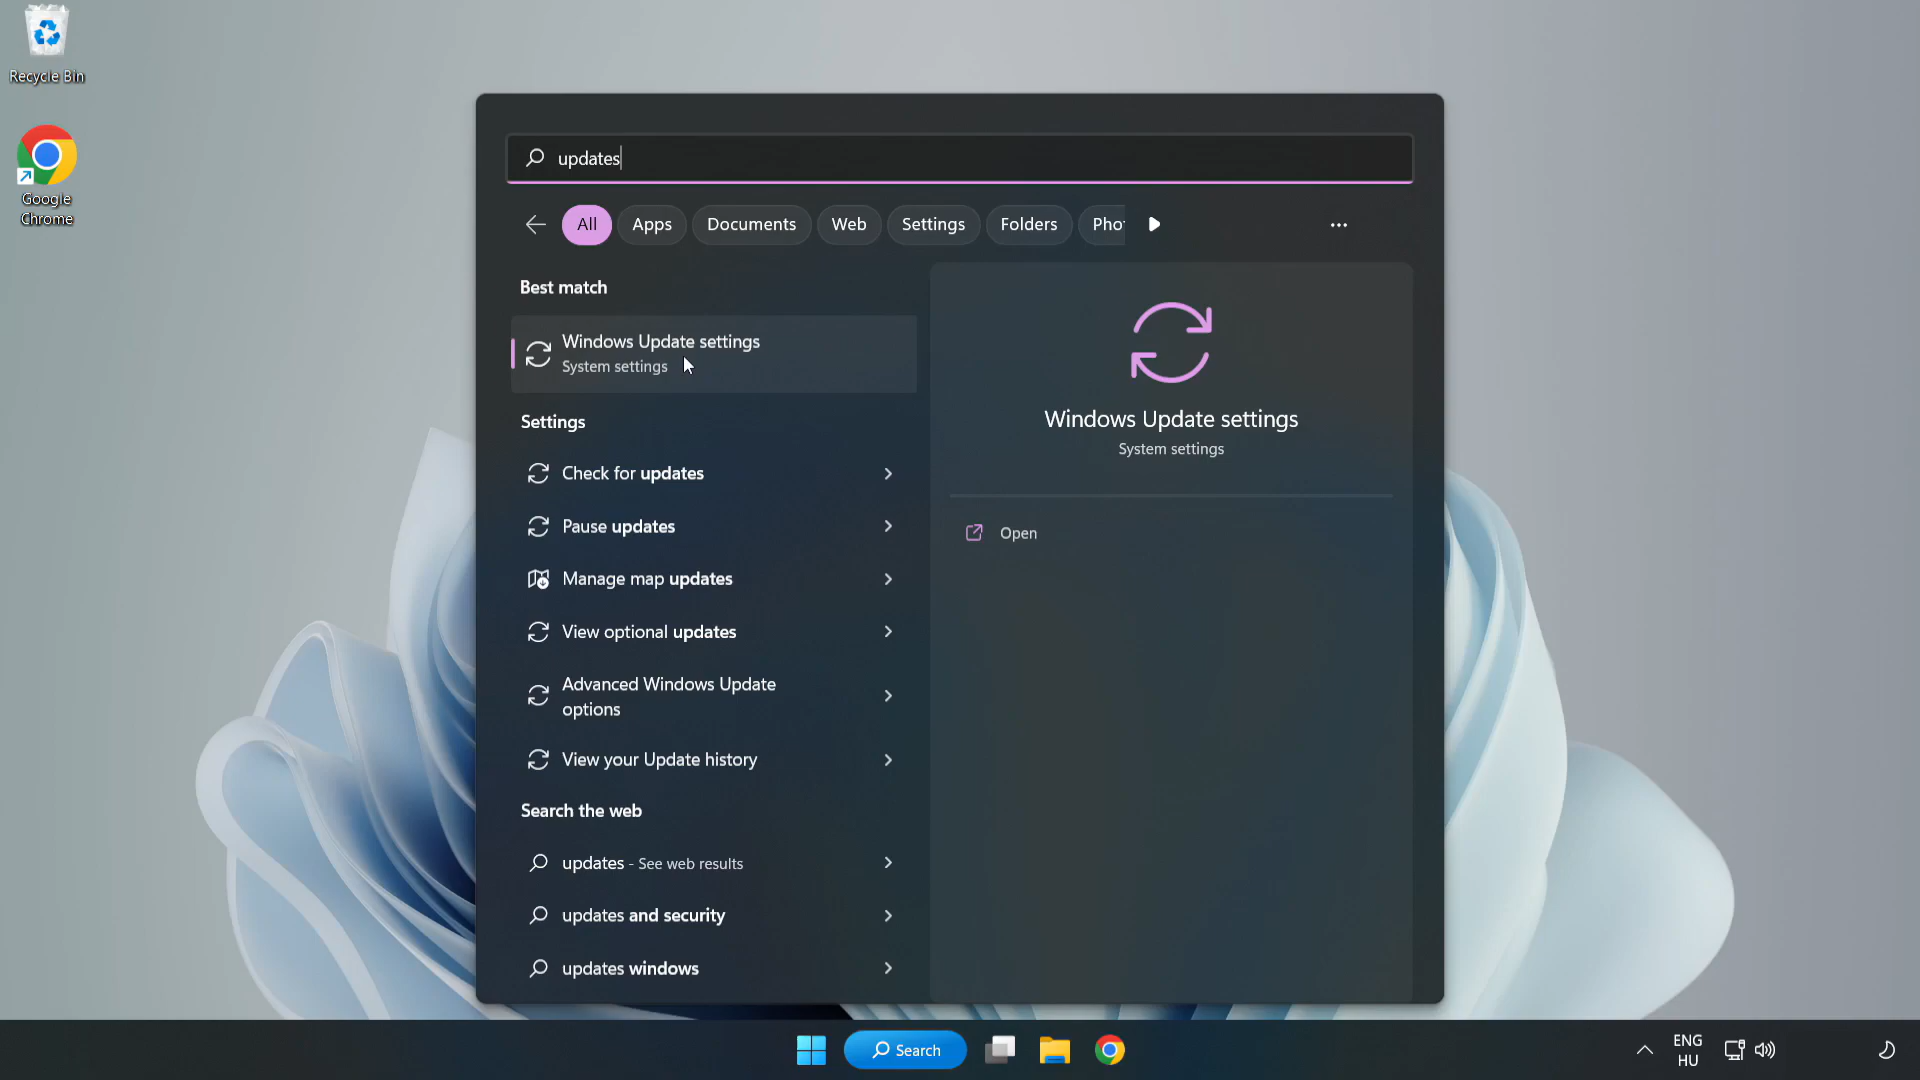 Recycle Bin
Google
Chrome
updates
All Apps Documents Web Settings Folders Pho
Best match
Windows Update settings
System settings
Settings
Check for updates
Pause updates
Manage map updates
View optional updates
Advanced Windows Update
options
View your Update history
Search the web
updates - See web results
updates and security
updates windows
Windows Update settings
System settings
Open
Search
ENG
HU